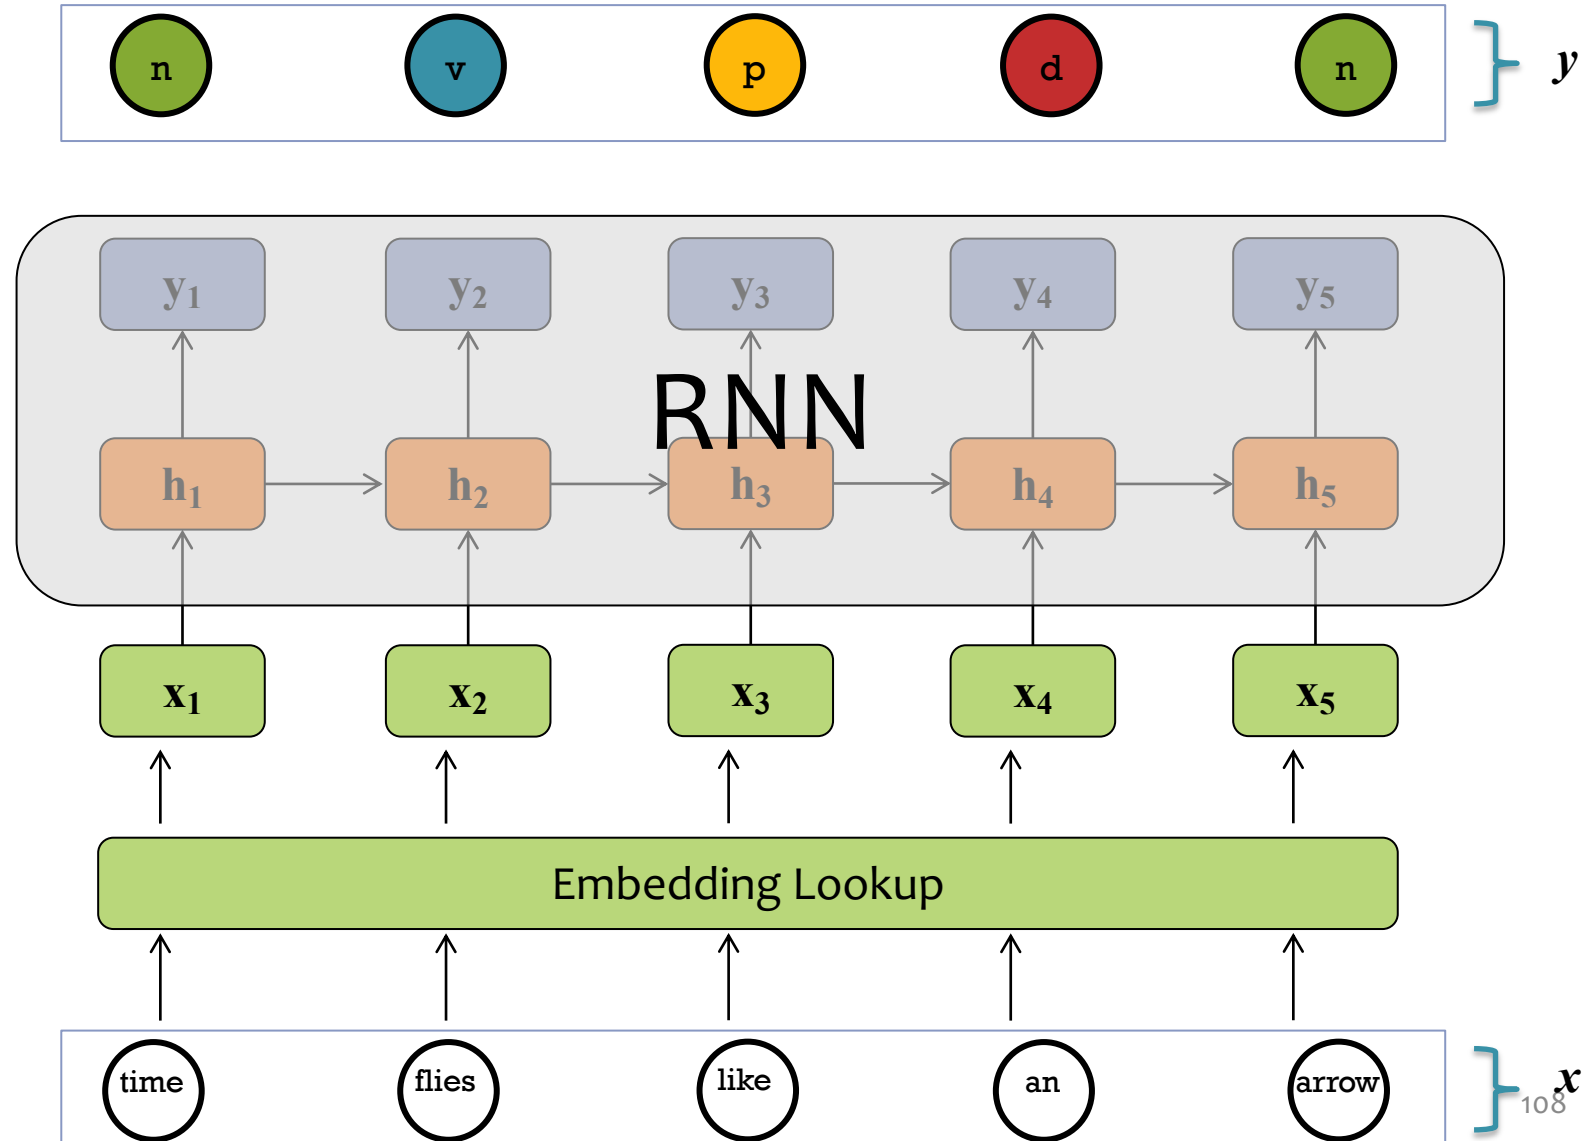 n v p d n y
y₁ y₂ y₃ y₄ y₅
RNN
h₁ h₂ h₃ h₄ h₅
x₁ x₂ x₃ x₄ x₅
Embedding Lookup
time flies like an arrow x
108